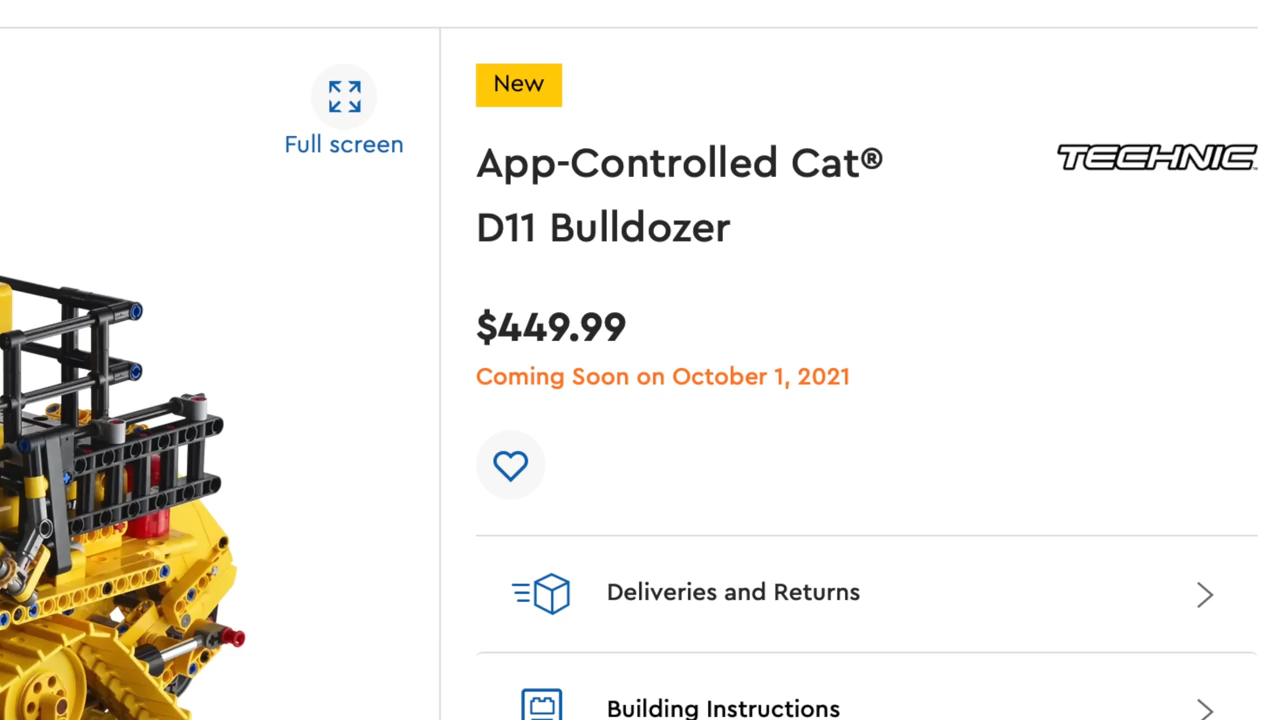 New
Full screen
App-Controlled Cat®
TECHNIC
D11 Bulldozer
$449.99
Coming Soon on October 1, 2021
Deliveries and Returns
Building Instructions